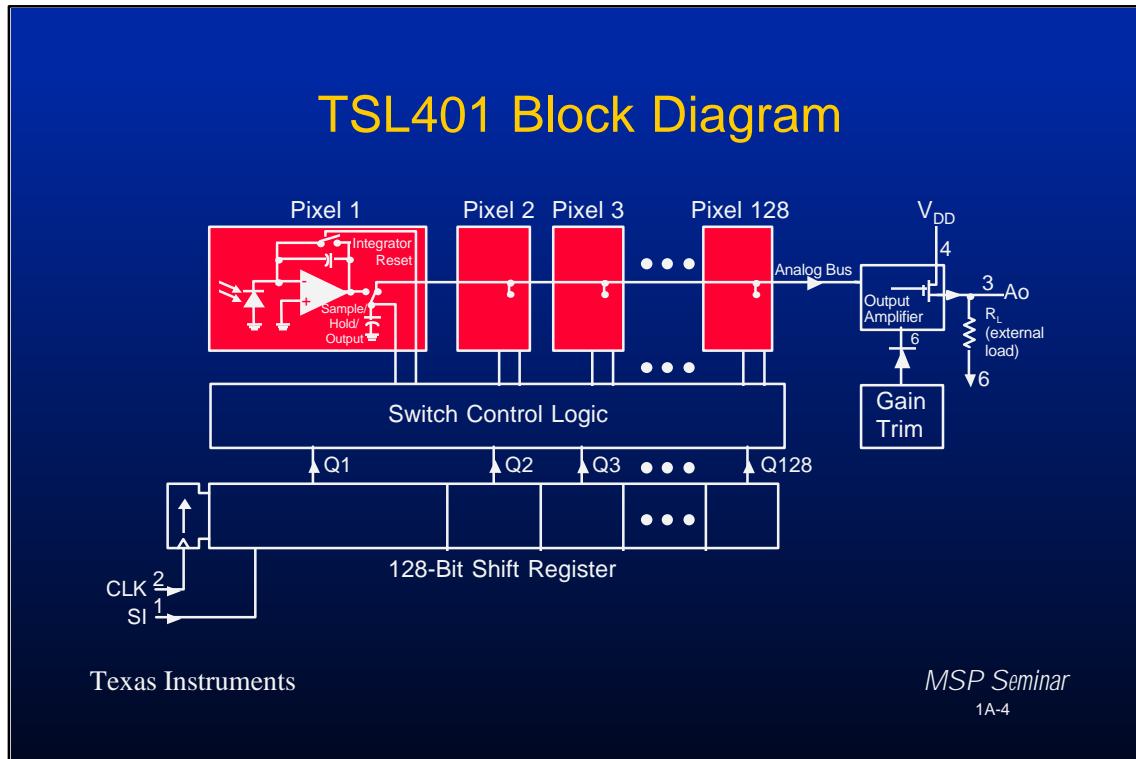 TSL401 Block Diagram
Pixel 1
Pixel 2
Pixel 3
Pixel 128
VDD
4
Integrator
Reset
-
+
Sample/
Hold/
Output
Analog Bus
Output
Amplifier
3
Ao
RL
(external
load)
6
6
Gain
Trim
Switch Control Logic
Q1
Q2
Q3
Q128
128-Bit Shift Register
CLK 2
SI 1
Texas Instruments
MSP Seminar
1A-4